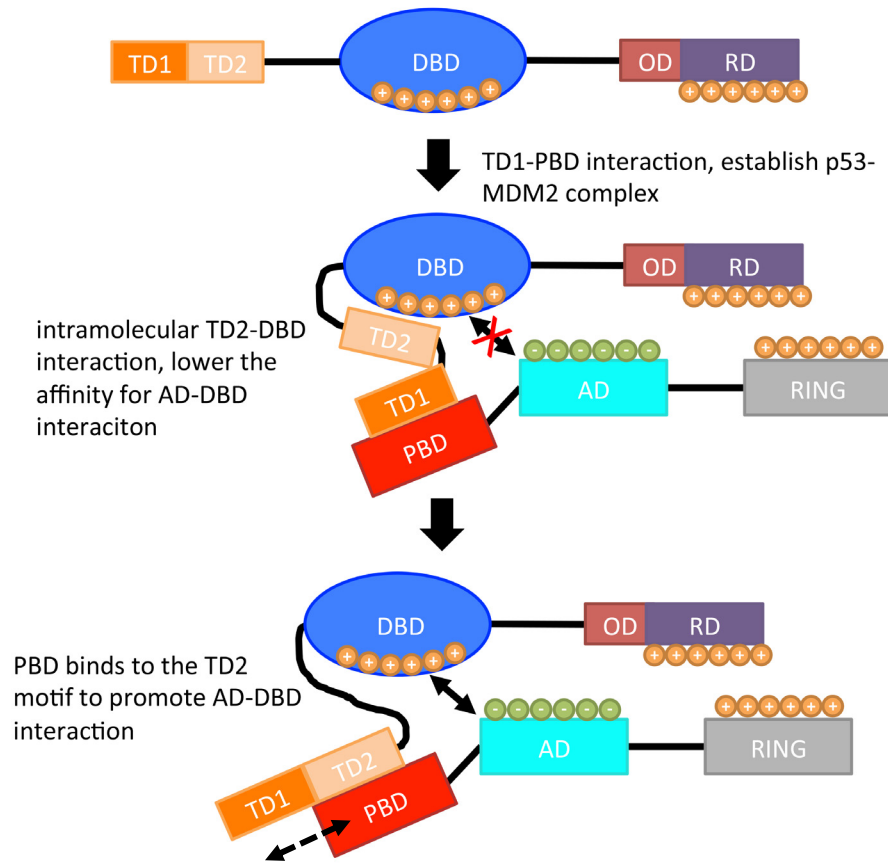 TD1 TD2 DBD OD RD
++++++ ++++++
TD1-PBD interaction, establish p53-
MDM2 complex
DBD OD RD
++++++ ++++++
intramolecular TD2-DBD
interaction, lower the
affinity for AD-DBD
interaciton
TD2
TD1
PBD
------ ++++++
AD RING
DBD OD RD
++++++ ++++++
PBD binds to the TD2
motif to promote AD-DBD
interaction
------ ++++++
AD RING
TD1 TD2
PBD